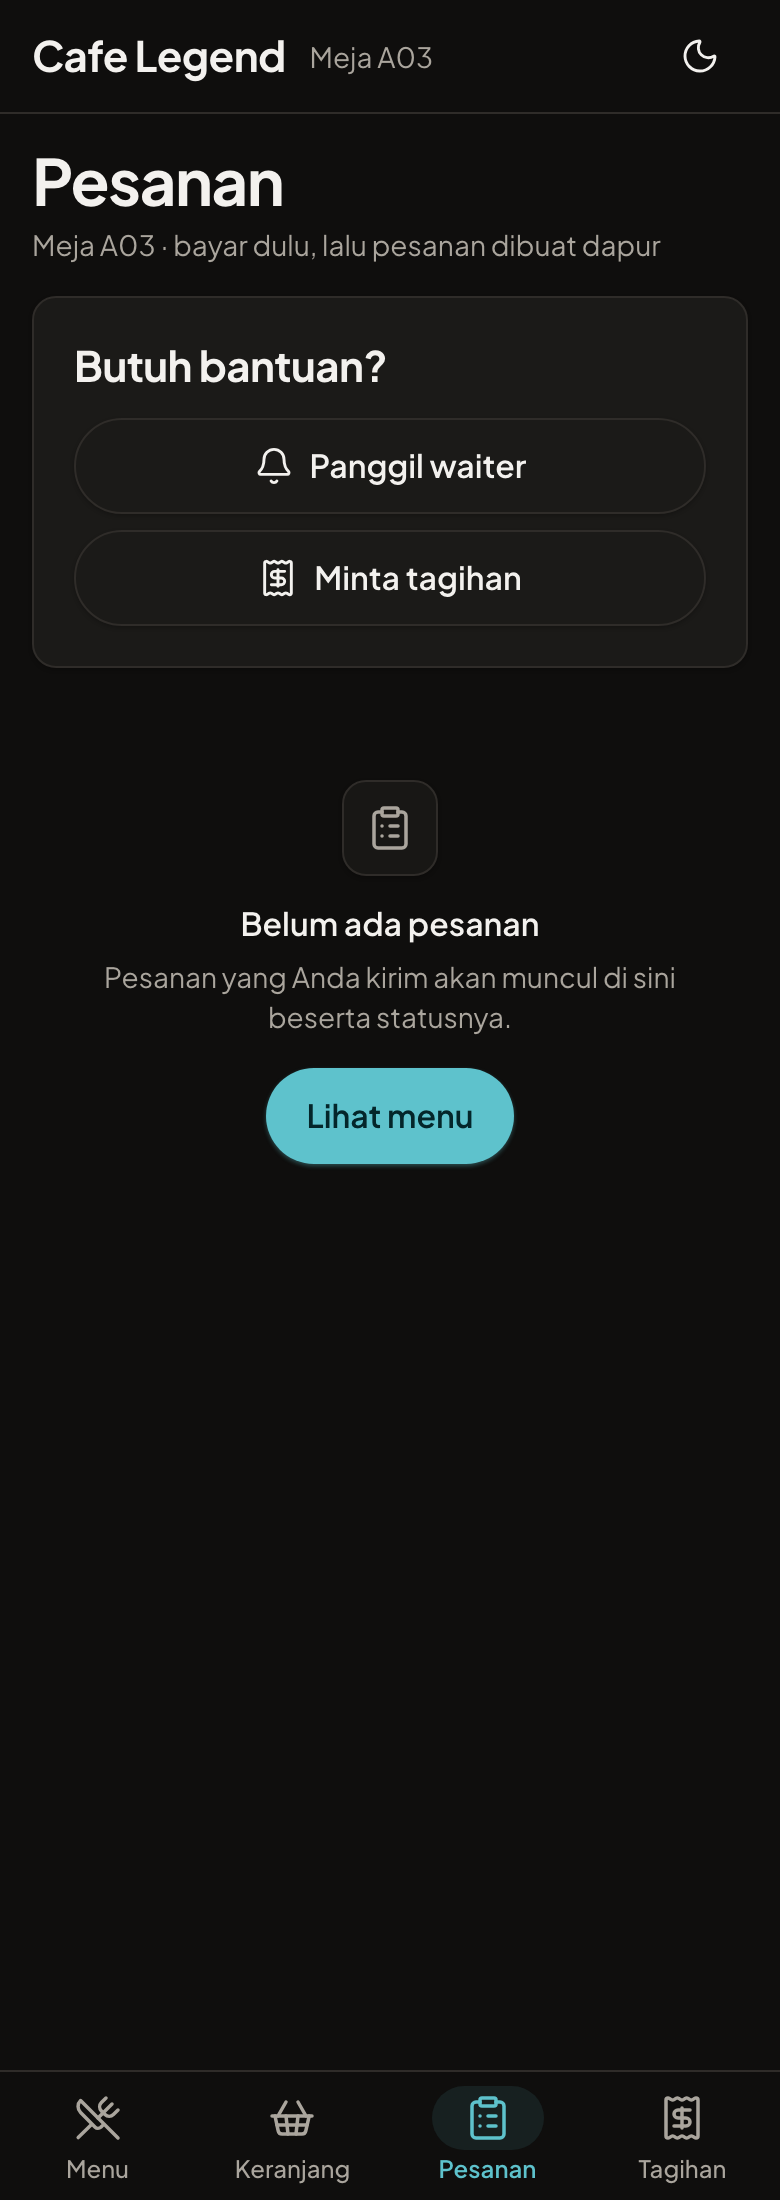 Cafe Legend Meja A03
Pesanan
Meja A03 · bayar dulu, lalu pesanan dibuat dapur
Butuh bantuan?
Panggil waiter
Minta tagihan
Belum ada pesanan
Pesanan yang Anda kirim akan muncul di sini
beserta statusnya.
Lihat menu
Menu Keranjang Pesanan Tagihan